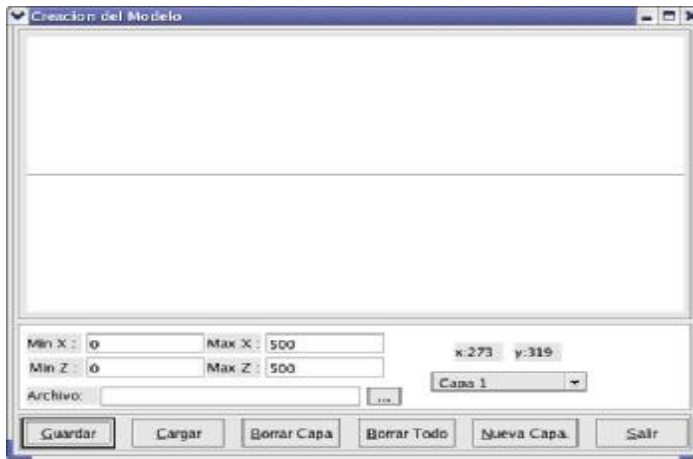 Creacion del Modelo
Min X : 0 Max X : 500
x:273 y:319
Min Z : 0 Max Z : 500
Capa 1
Archivo: ...
Guardar Cargar Borrar Capa Borrar Todo Nueva Capa. Salir